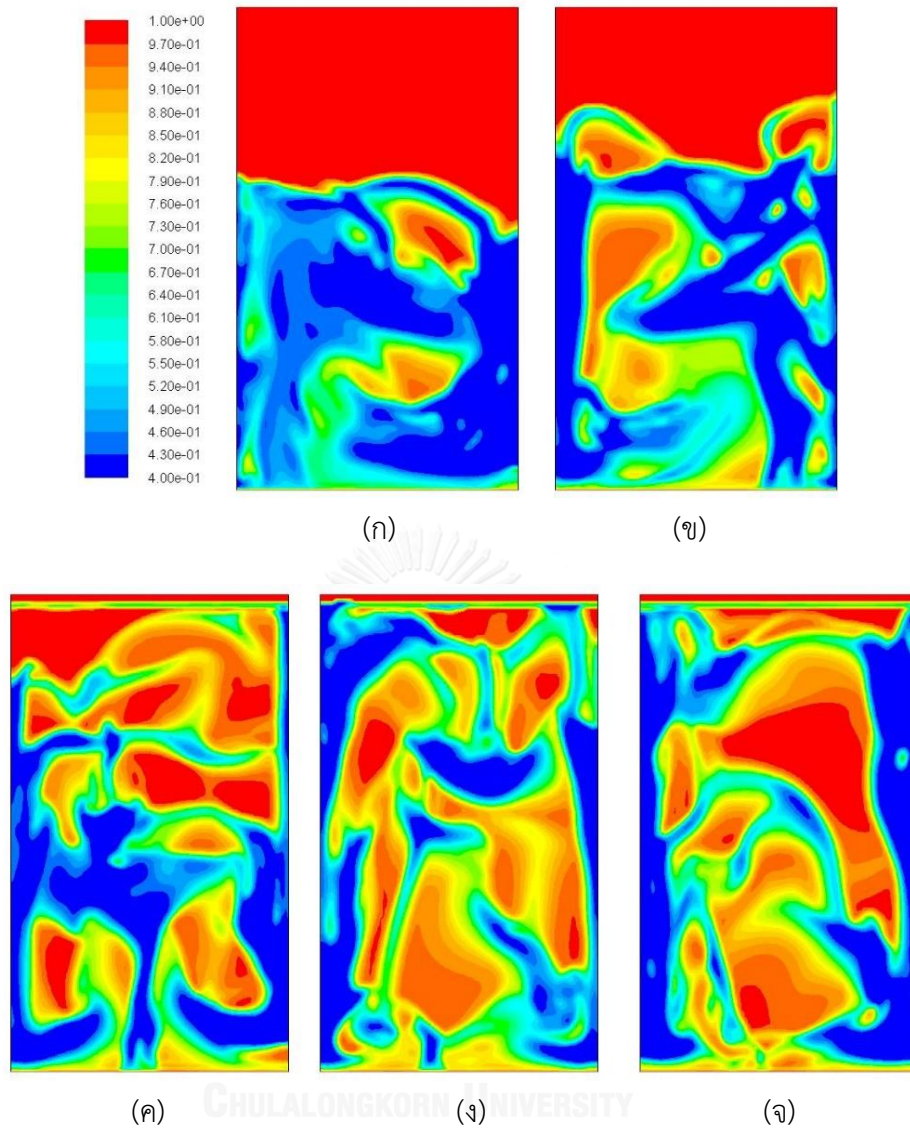 1.00e+00
9.70e-01
9.40e-01
9.10e-01
8.80e-01
8.50e-01
8.20e-01
7.90e-01
7.60e-01
7.30e-01
7.00e-01
6.70e-01
6.40e-01
6.10e-01
5.80e-01
5.50e-01
5.20e-01
4.90e-01
4.60e-01
4.30e-01
4.00e-01
(ก) (ข)
(ค) (ง) (จ)
CHULALONGKORN UNIVERSITY